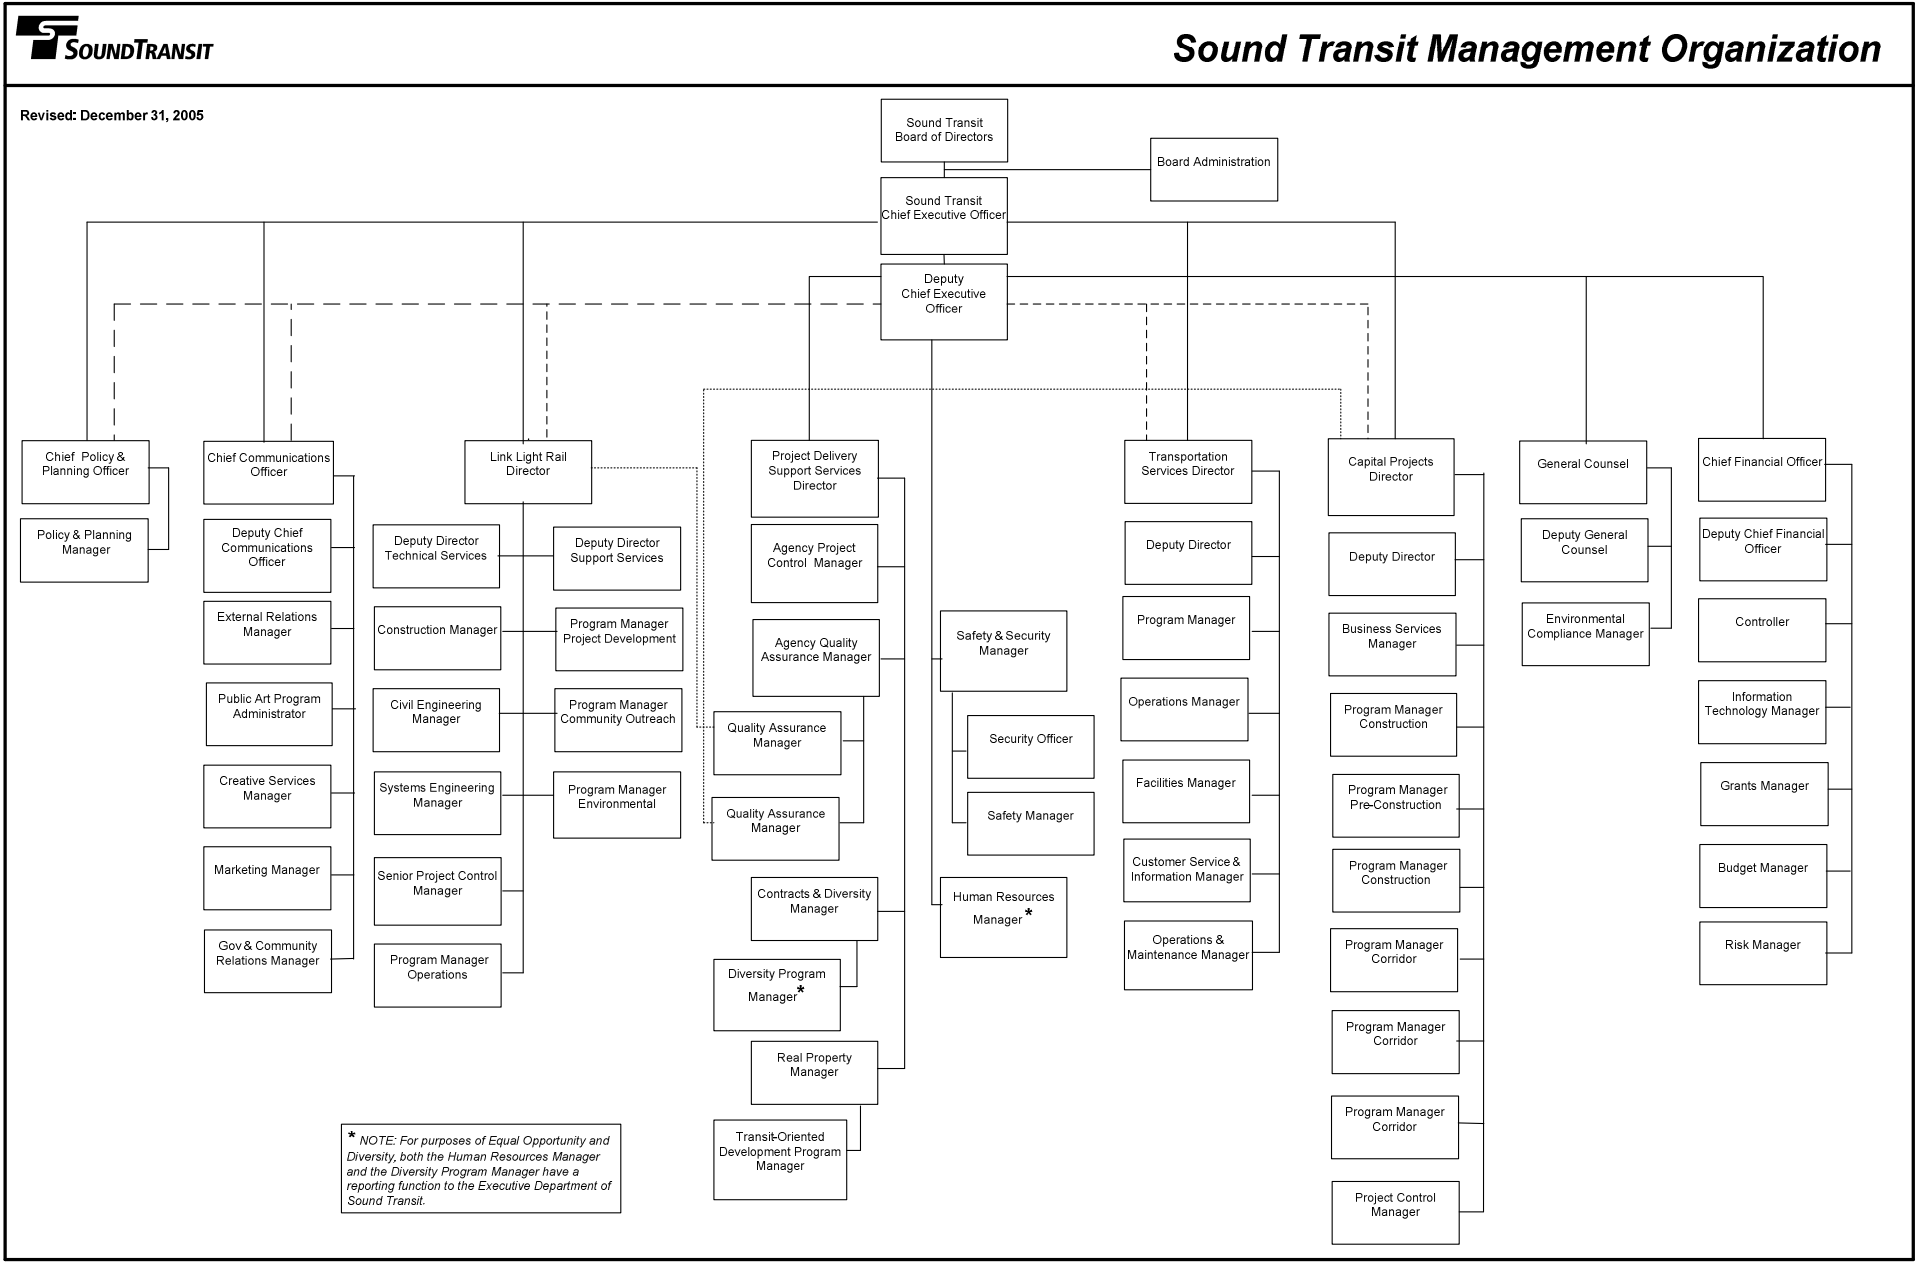 SOUNDTRANSIT
Sound Transit Management Organization
Revised: December 31, 2005
Sound Transit
Board of Directors
Board Administration
Sound Transit
Chief Executive Officer
Deputy
Chief Executive
Officer
Chief Policy &
Planning Officer
Policy & Planning
Manager
Chief Communications
Officer
Deputy Chief
Communications
Officer
External Relations
Manager
Public Art Program
Administrator
Creative Services
Manager
Marketing Manager
Gov & Community
Relations Manager
Link Light Rail
Director
Deputy Director
Technical Services
Deputy Director
Support Services
Construction Manager
Program Manager
Project Development
Civil Engineering
Manager
Program Manager
Community Outreach
Systems Engineering
Manager
Program Manager
Environmental
Senior Project Control
Manager
Program Manager
Operations
Project Delivery
Support Services
Director
Agency Project
Control Manager
Agency Quality
Assurance Manager
Quality Assurance
Manager
Quality Assurance
Manager
Contracts & Diversity
Manager
Diversity Program
Manager*
Real Property
Manager
Transit-Oriented
Development Program
Manager
Safety & Security
Manager
Security Officer
Safety Manager
Human Resources
Manager*
Transportation
Services Director
Deputy Director
Program Manager
Operations Manager
Facilities Manager
Customer Service &
Information Manager
Operations &
Maintenance Manager
Capital Projects
Director
Deputy Director
Business Services
Manager
Program Manager
Construction
Program Manager
Pre-Construction
Program Manager
Construction
Program Manager
Corridor
Program Manager
Corridor
Program Manager
Corridor
Project Control
Manager
General Counsel
Deputy General
Counsel
Environmental
Compliance Manager
Chief Financial Officer
Deputy Chief Financial
Officer
Controller
Information
Technology Manager
Grants Manager
Budget Manager
Risk Manager
* NOTE: For purposes of Equal Opportunity and
Diversity, both the Human Resources Manager
and the Diversity Program Manager have a
reporting function to the Executive Department of
Sound Transit.